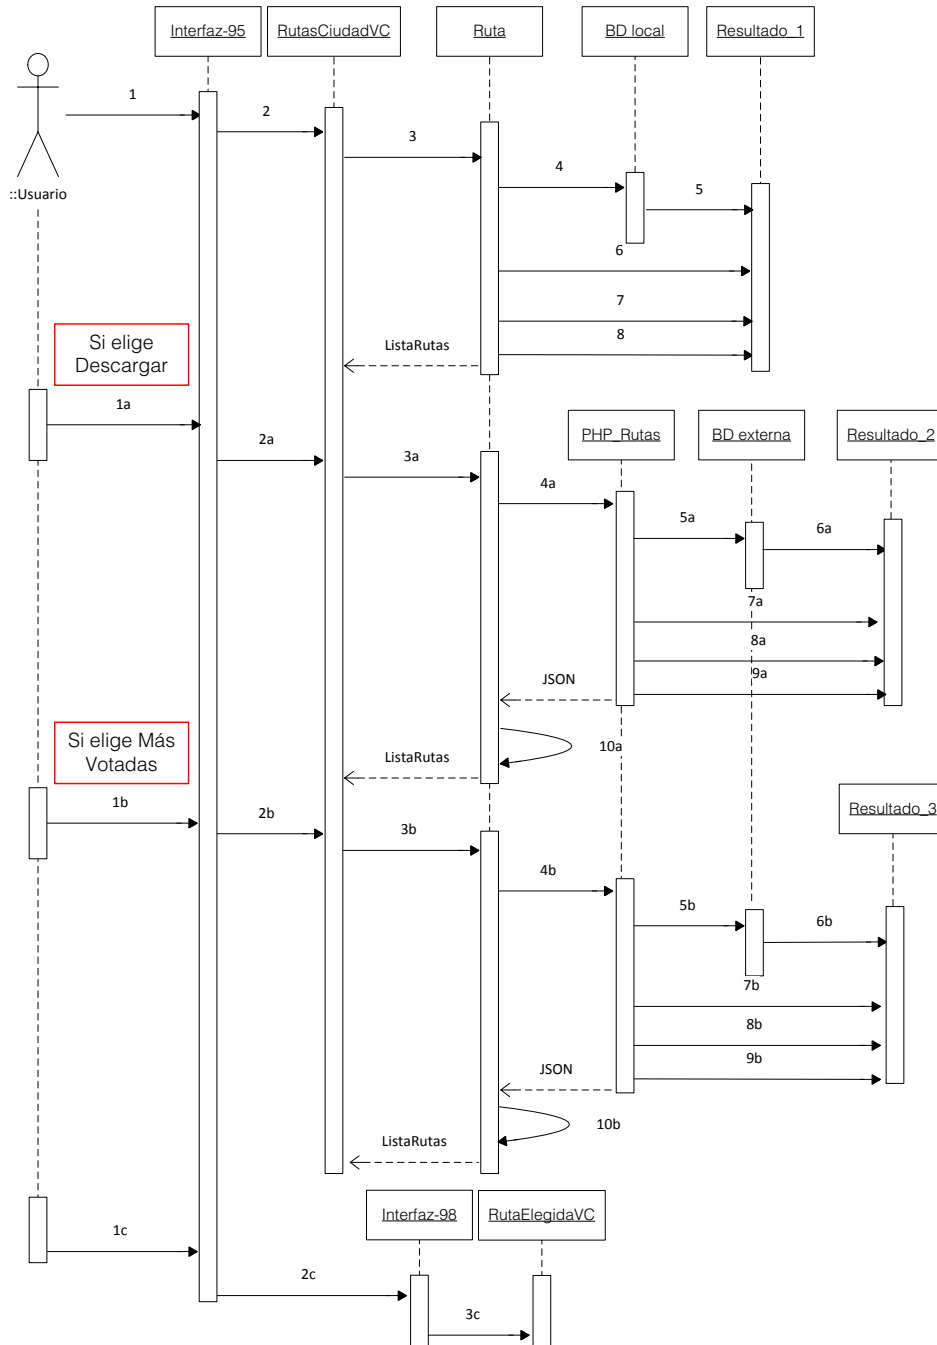 Interfaz-95
RutasCiudadVC
Ruta
BD local
Resultado_1
1
2
3
4
5
::Usuario
6
7
8
ListaRutas
Si elige
Descargar
1a
2a
3a
PHP_Rutas
BD externa
Resultado_2
4a
5a
6a
7a
8a
9a
JSON
10a
ListaRutas
Si elige Más
Votadas
1b
2b
3b
Resultado_3
4b
5b
6b
7b
8b
9b
JSON
10b
ListaRutas
Interfaz-98
RutaElegidaVC
1c
2c
3c